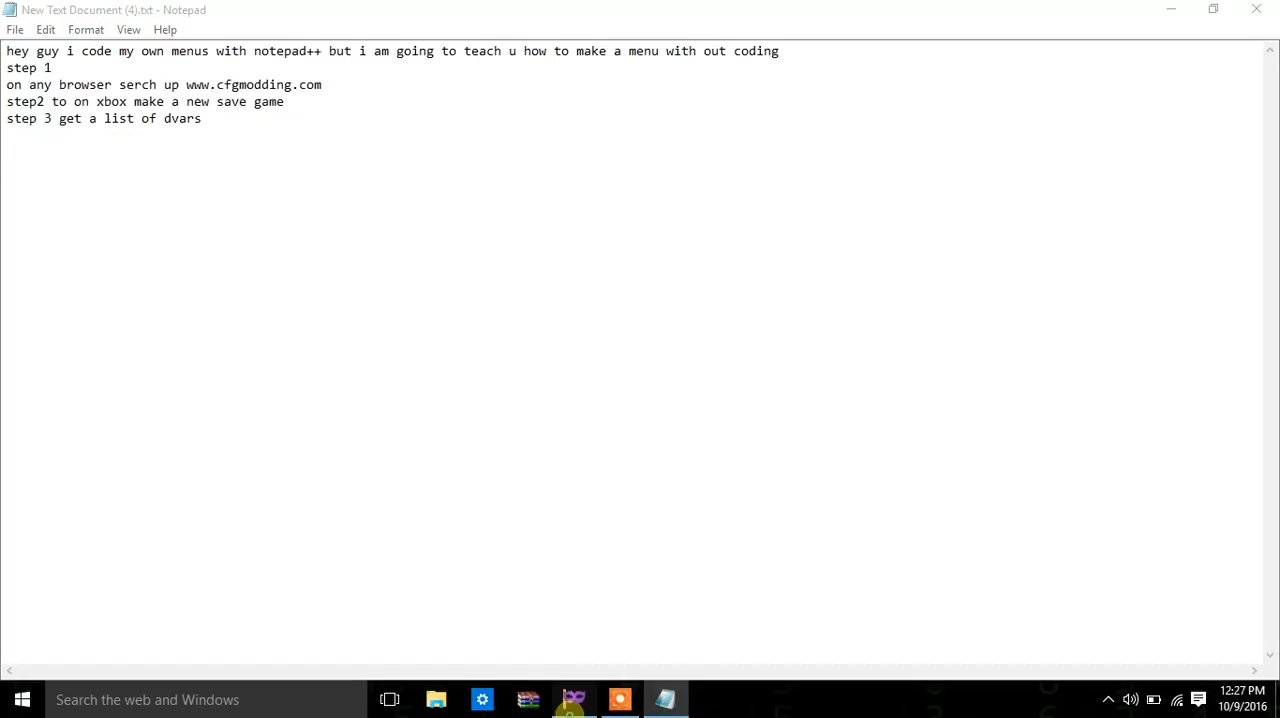 New Text Document (4).txt - Notepad
File Edit Format View Help
hey guy i code my own menus with notepad++ but i am going to teach u how to make a menu with out coding
step 1
on any browser serch up www.cfgmodding.com
step2 to on xbox make a new save game
step 3 get a list of dvars
Search the web and Windows
12:27 PM
10/9/2016